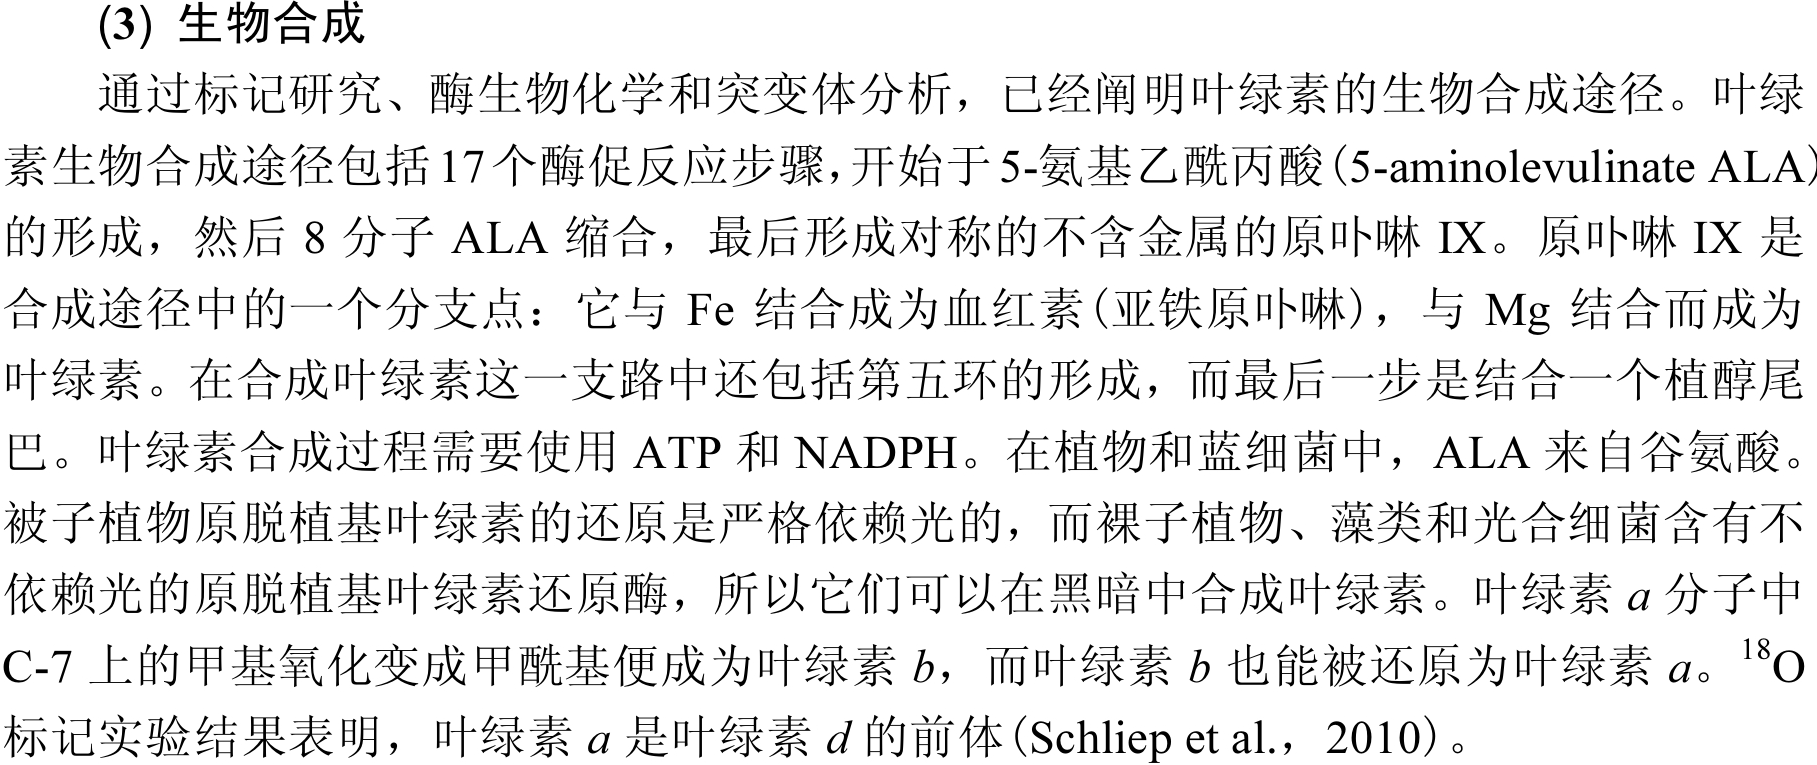 (3) 生物合成
通过标记研究、酶生物化学和突变体分析，已经阐明叶绿素的生物合成途径。叶绿
素生物合成途径包括17个酶促反应步骤，开始于5-氨基乙酰丙酸(5-aminolevulinate ALA)
的形成，然后 8 分子 ALA 缩合，最后形成对称的不含金属的原卟啉 IX。原卟啉 IX 是
合成途径中的一个分支点：它与 Fe 结合成为血红素(亚铁原卟啉)，与 Mg 结合而成为
叶绿素。在合成叶绿素这一支路中还包括第五环的形成，而最后一步是结合一个植醇尾
巴。叶绿素合成过程需要使用 ATP 和 NADPH。在植物和蓝细菌中，ALA 来自谷氨酸。
被子植物原脱植基叶绿素的还原是严格依赖光的，而裸子植物、藻类和光合细菌含有不
依赖光的原脱植基叶绿素还原酶，所以它们可以在黑暗中合成叶绿素。叶绿素 a 分子中
C-7 上的甲基氧化变成甲酰基便成为叶绿素 b，而叶绿素 b 也能被还原为叶绿素 a。¹⁸O
标记实验结果表明，叶绿素 a 是叶绿素 d 的前体(Schliep et al.，2010)。